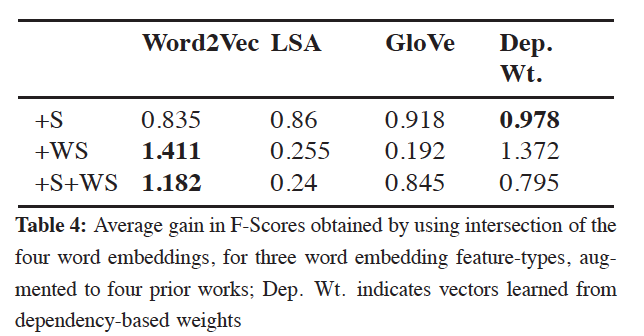 Word2Vec LSA GloVe Dep.
Wt.
+S 0.835 0.86 0.918 0.978
+WS 1.411 0.255 0.192 1.372
+S+WS 1.182 0.24 0.845 0.795
Table 4: Average gain in F-Scores obtained by using intersection of the
four word embeddings, for three word embedding feature-types, aug-
mented to four prior works; Dep. Wt. indicates vectors learned from
dependency-based weights